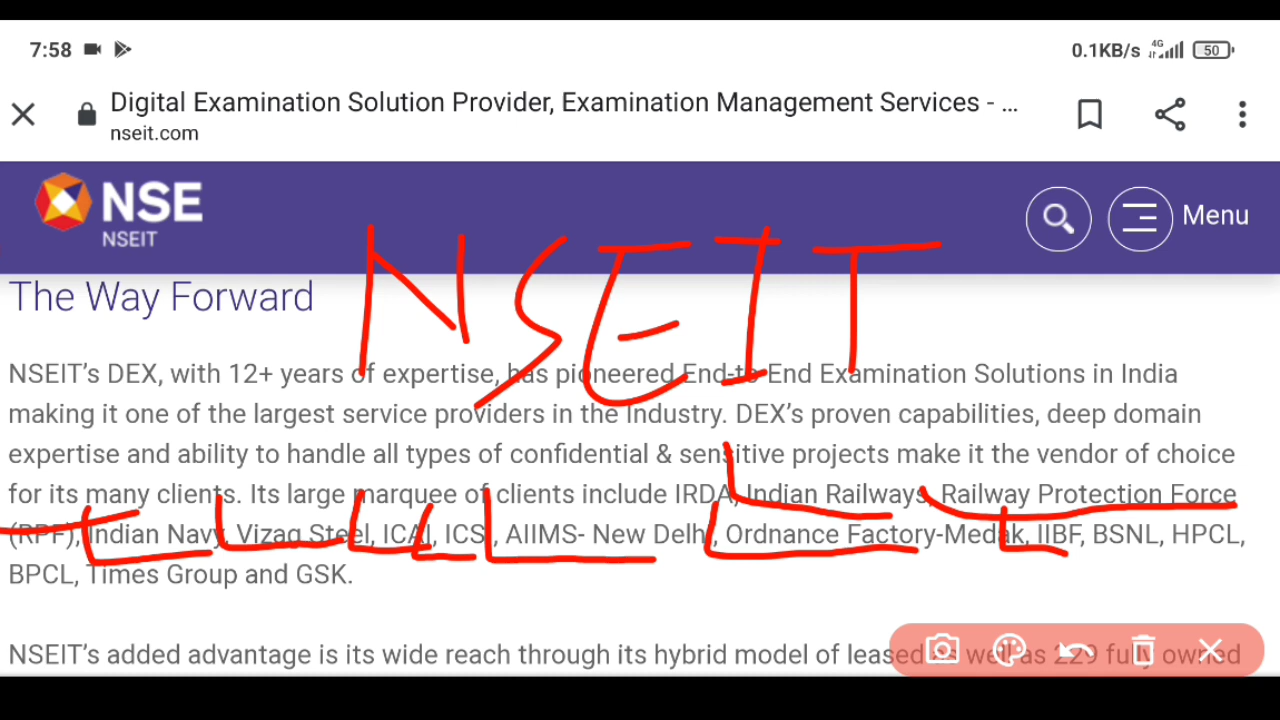 7:58 0.1KB/s 4G 50
Digital Examination Solution Provider, Examination Management Services - ...
nseit.com
NSE
NSEIT
Menu
NSEIT
The Way Forward
NSEIT's DEX, with 12+ years of expertise, has pioneered End-to End Examination Solutions in India
making it one of the largest service providers in the Industry. DEX's proven capabilities, deep domain
expertise and ability to handle all types of confidential & sensitive projects make it the vendor of choice
for its many clients. Its large marquee of clients include IRDA, Indian Railways, Railway Protection Force
(RPF), Indian Navy, Vizag Steel, ICAI, ICSI, AIIMS- New Delhi, Ordnance Factory-Medak, IIBF, BSNL, HPCL,
BPCL, Times Group and GSK.
NSEIT's added advantage is its wide reach through its hybrid model of leased as well as 229 fully owned